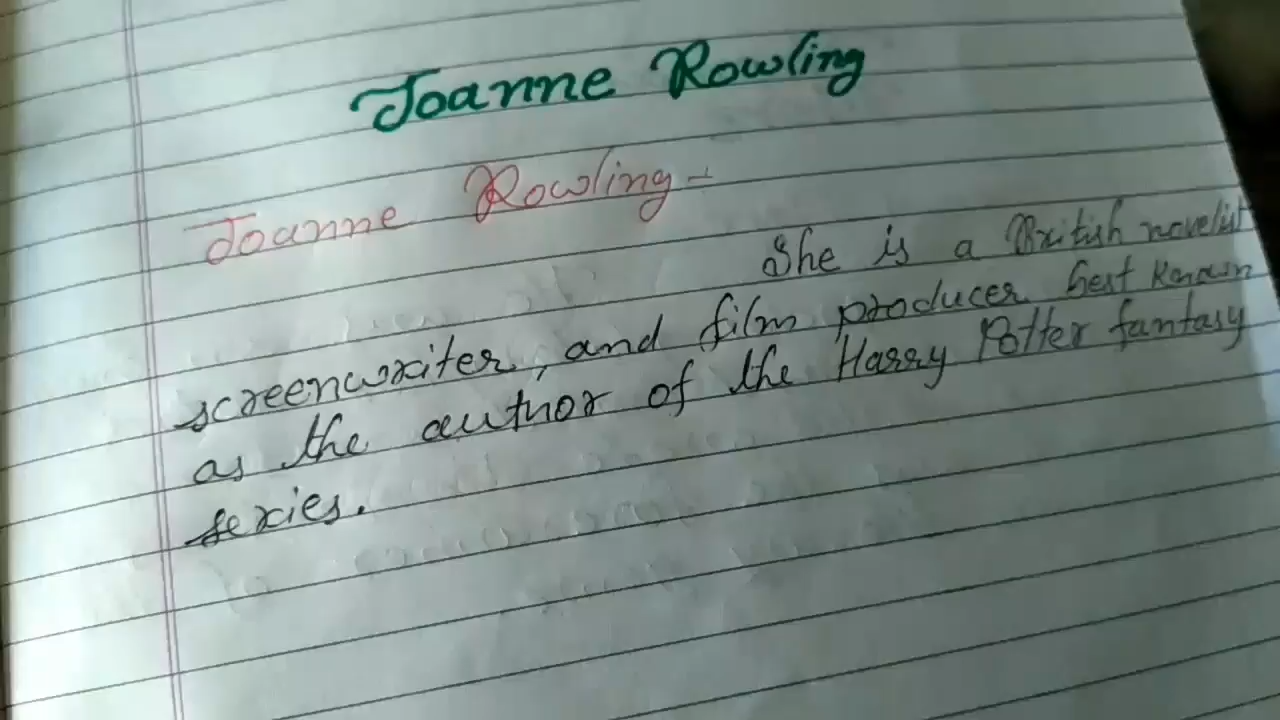 Joanne Rowling
Joanne Rowling -
She is a British novelist
screenwriter, and film producer best known
as the author of the Harry Potter fantasy
series.